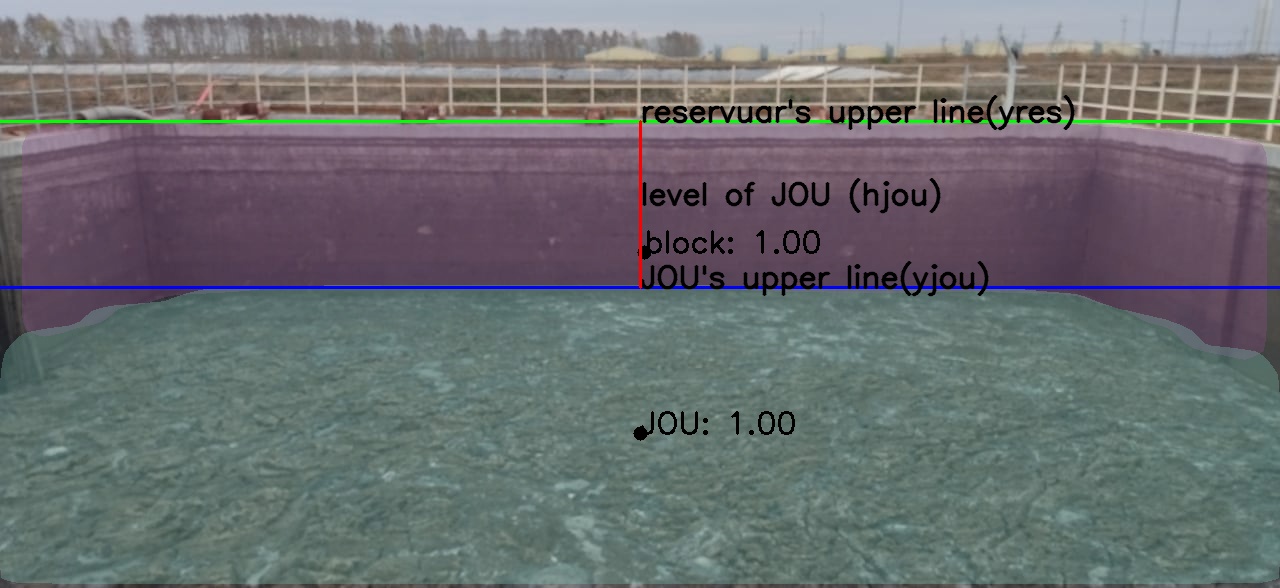 reservuar's upper line(yres)
level of JOU (hjou)
block: 1.00
JOU's upper line(yjou)
JOU: 1.00